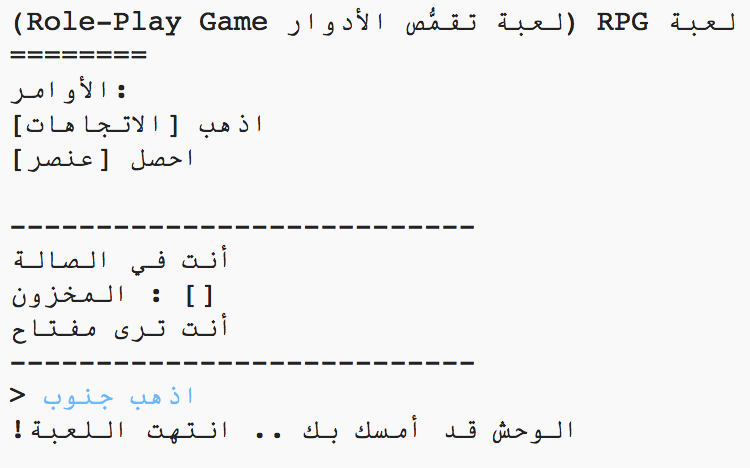 لعبة RPG (لعبة تقمُّص الأدوار Role-Play Game)
========
الأوامر:
اذهب [الاتجاهات]
احصل [عنصر]
---------------------------
أنت في الصالة
المخزون : []
أنت ترى مفتاح
---------------------------
> اذهب جنوب
الوحش قد أمسك بك .. انتهت اللعبة!